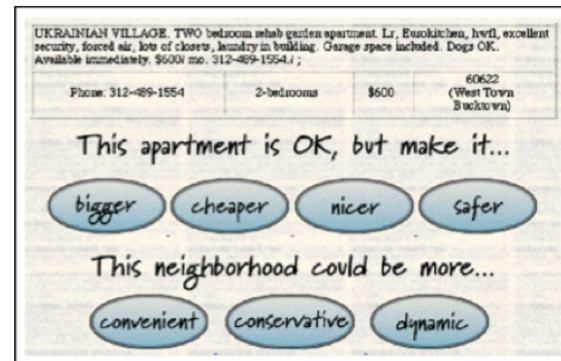 UKRAINIAN VILLAGE. TWO bedroom rehab garden apartment. Lr, Eurokitchen, hwfl, excellent
security, forced air, lots of closets, laundry in building. Garage space included. Dogs OK.
Available immediately. $600/ mo. 312-489-1554./ ;
Phone: 312-489-1554 2-bedrooms $600 60622
(West Town
Bucktown)
This apartment is OK, but make it...
bigger cheaper nicer safer
This neighborhood could be more...
convenient conservative dynamic